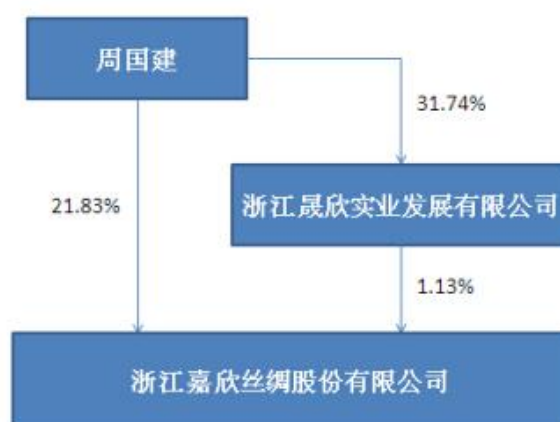 周国建
31.74%
21.83%
浙江晟欣实业发展有限公司
1.13%
浙江嘉欣丝绸股份有限公司